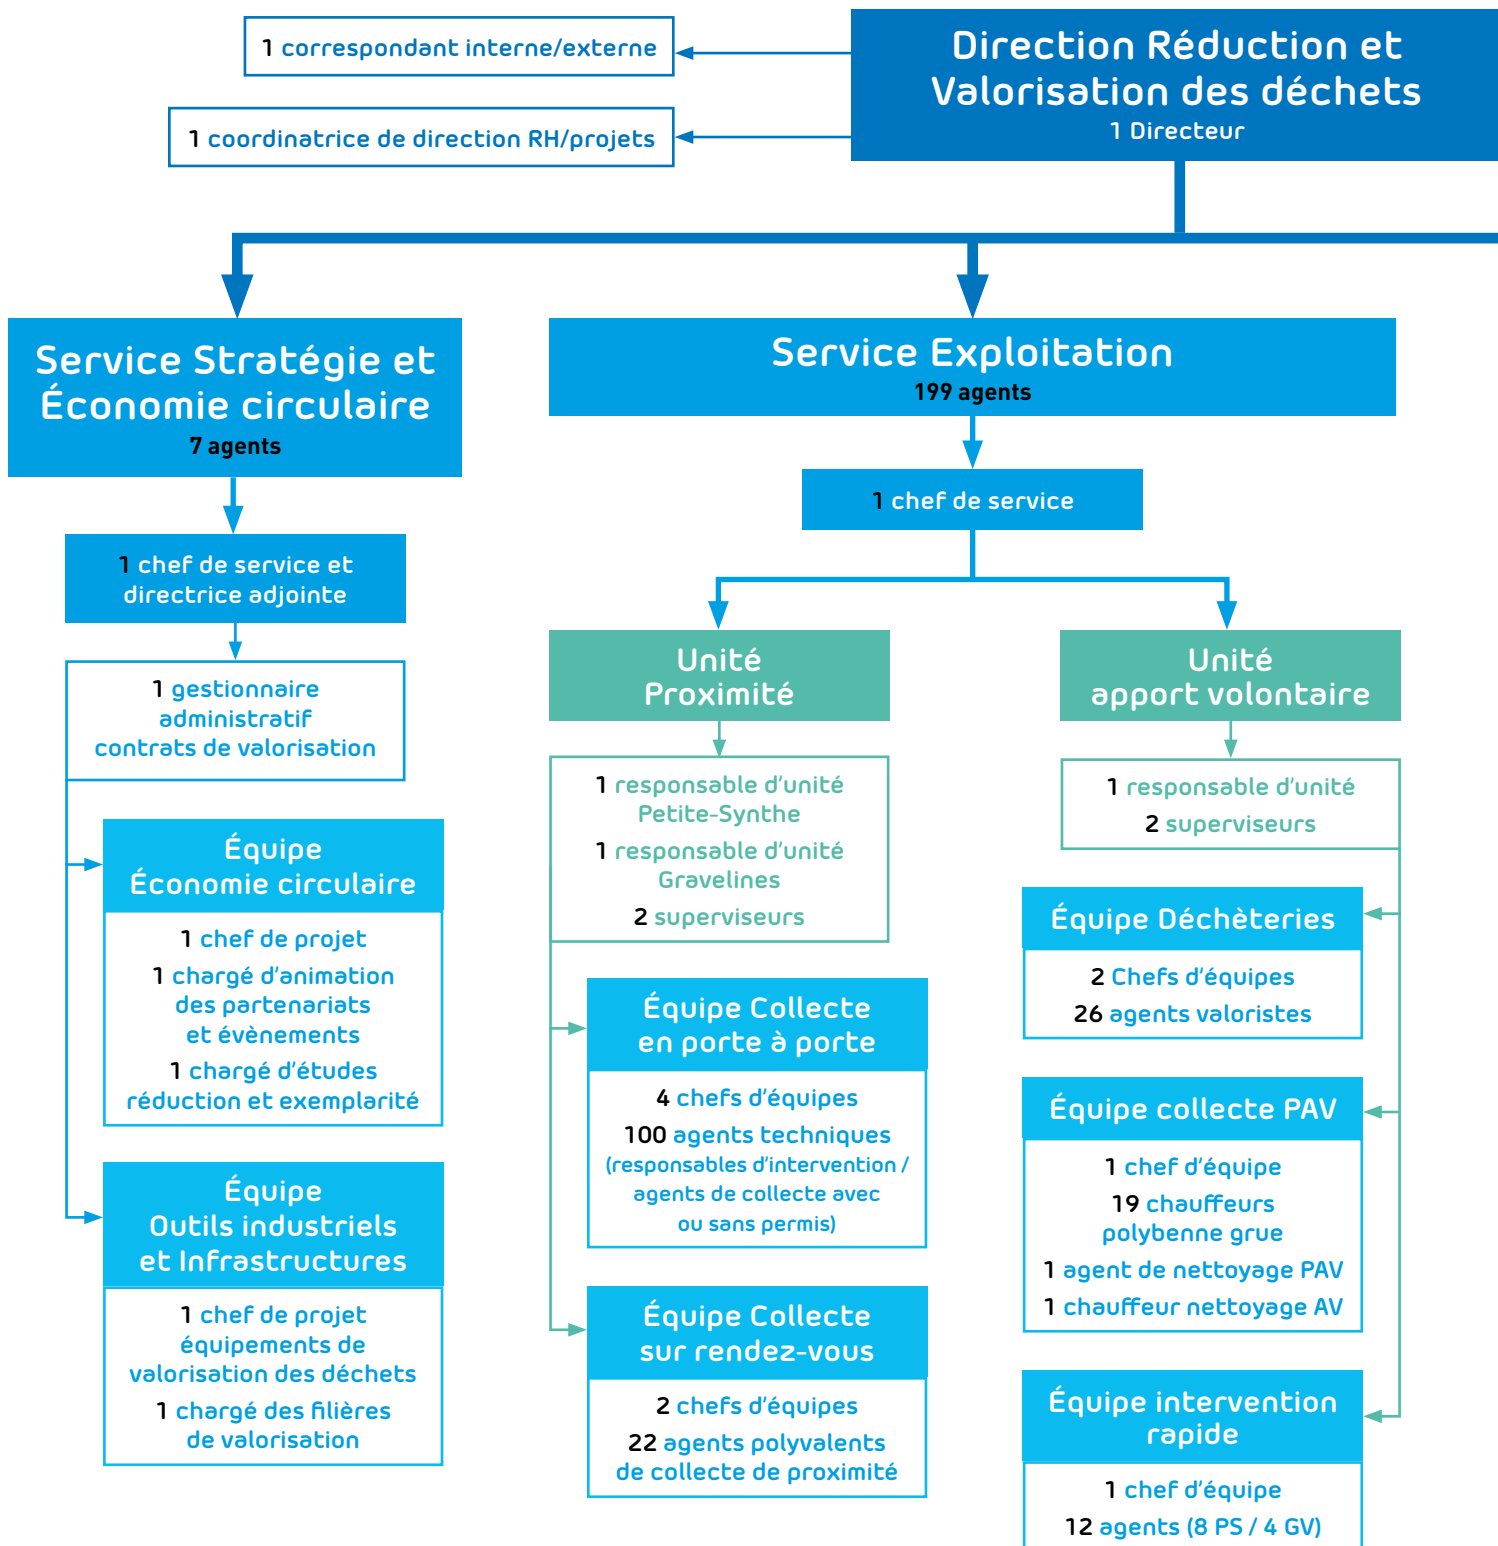 1 correspondant interne/externe
1 coordinatrice de direction RH/projets
Direction Réduction et
Valorisation des déchets
1 Directeur
Service Stratégie et
Économie circulaire
7 agents
1 chef de service et
directrice adjointe
1 gestionnaire
administratif
contrats de valorisation
Équipe
Économie circulaire
1 chef de projet
1 chargé d'animation
des partenariats
et évènements
1 chargé d'études
réduction et exemplarité
Équipe
Outils industriels
et Infrastructures
1 chef de projet
équipements de
valorisation des déchets
1 chargé des filières
de valorisation
Service Exploitation
199 agents
1 chef de service
Unité
Proximité
1 responsable d'unité
Petite-Synthe
1 responsable d'unité
Gravelines
2 superviseurs
Équipe Collecte
en porte à porte
4 chefs d'équipes
100 agents techniques
(responsables d'intervention /
agents de collecte avec
ou sans permis)
Équipe Collecte
sur rendez-vous
2 chefs d'équipes
22 agents polyvalents
de collecte de proximité
Unité
apport volontaire
1 responsable d'unité
2 superviseurs
Équipe Déchèteries
2 Chefs d'équipes
26 agents valoristes
Équipe collecte PAV
1 chef d'équipe
19 chauffeurs
polybenne grue
1 agent de nettoyage PAV
1 chauffeur nettoyage AV
Équipe intervention
rapide
1 chef d'équipe
12 agents (8 PS / 4 GV)